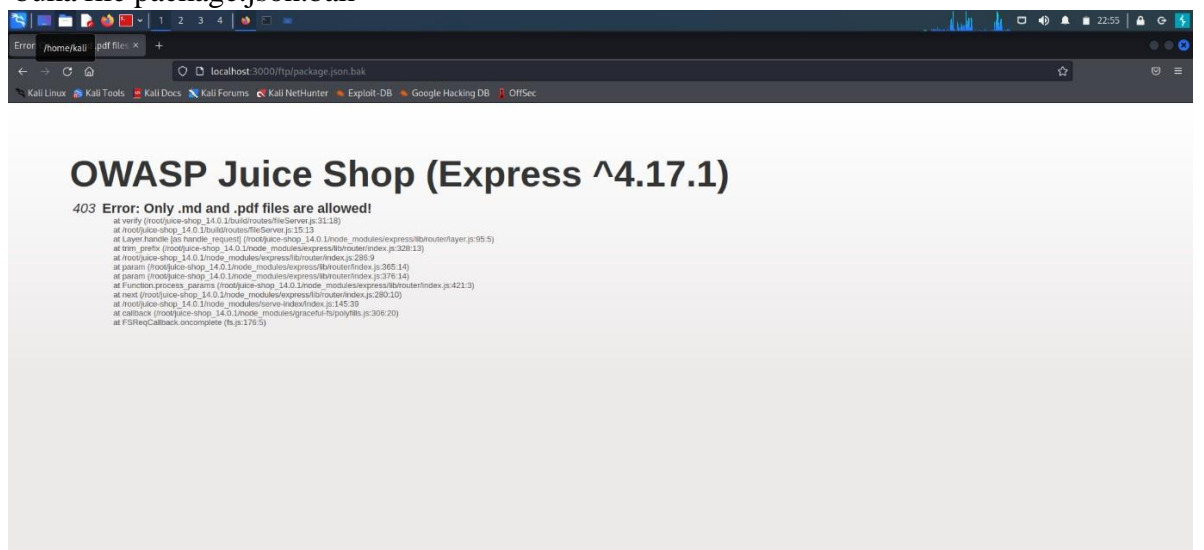 package.json.bak
1 2 3 4
22:55
Error .pdf files × +
/home/kali
localhost:3000/ftp/package.json.bak
Kali Linux Kali Tools Kali Docs Kali Forums Kali NetHunter Exploit-DB Google Hacking DB OffSec
OWASP Juice Shop (Express ^4.17.1)
403 Error: Only .md and .pdf files are allowed!
at verify (/root/juice-shop_14.0.1/build/routes/fileServer.js:31:18)
at /root/juice-shop_14.0.1/build/routes/fileServer.js:15:13
at Layer.handle [as handle_request] (/root/juice-shop_14.0.1/node_modules/express/lib/router/layer.js:95:5)
at trim_prefix (/root/juice-shop_14.0.1/node_modules/express/lib/router/index.js:328:13)
at /root/juice-shop_14.0.1/node_modules/express/lib/router/index.js:286:9
at param (/root/juice-shop_14.0.1/node_modules/express/lib/router/index.js:365:14)
at param (/root/juice-shop_14.0.1/node_modules/express/lib/router/index.js:376:14)
at Function.process_params (/root/juice-shop_14.0.1/node_modules/express/lib/router/index.js:421:3)
at next (/root/juice-shop_14.0.1/node_modules/express/lib/router/index.js:280:10)
at /root/juice-shop_14.0.1/node_modules/serve-index/index.js:145:39
at callback (/root/juice-shop_14.0.1/node_modules/graceful-fs/polyfills.js:306:20)
at FSReqCallback.oncomplete (fs.js:176:5)